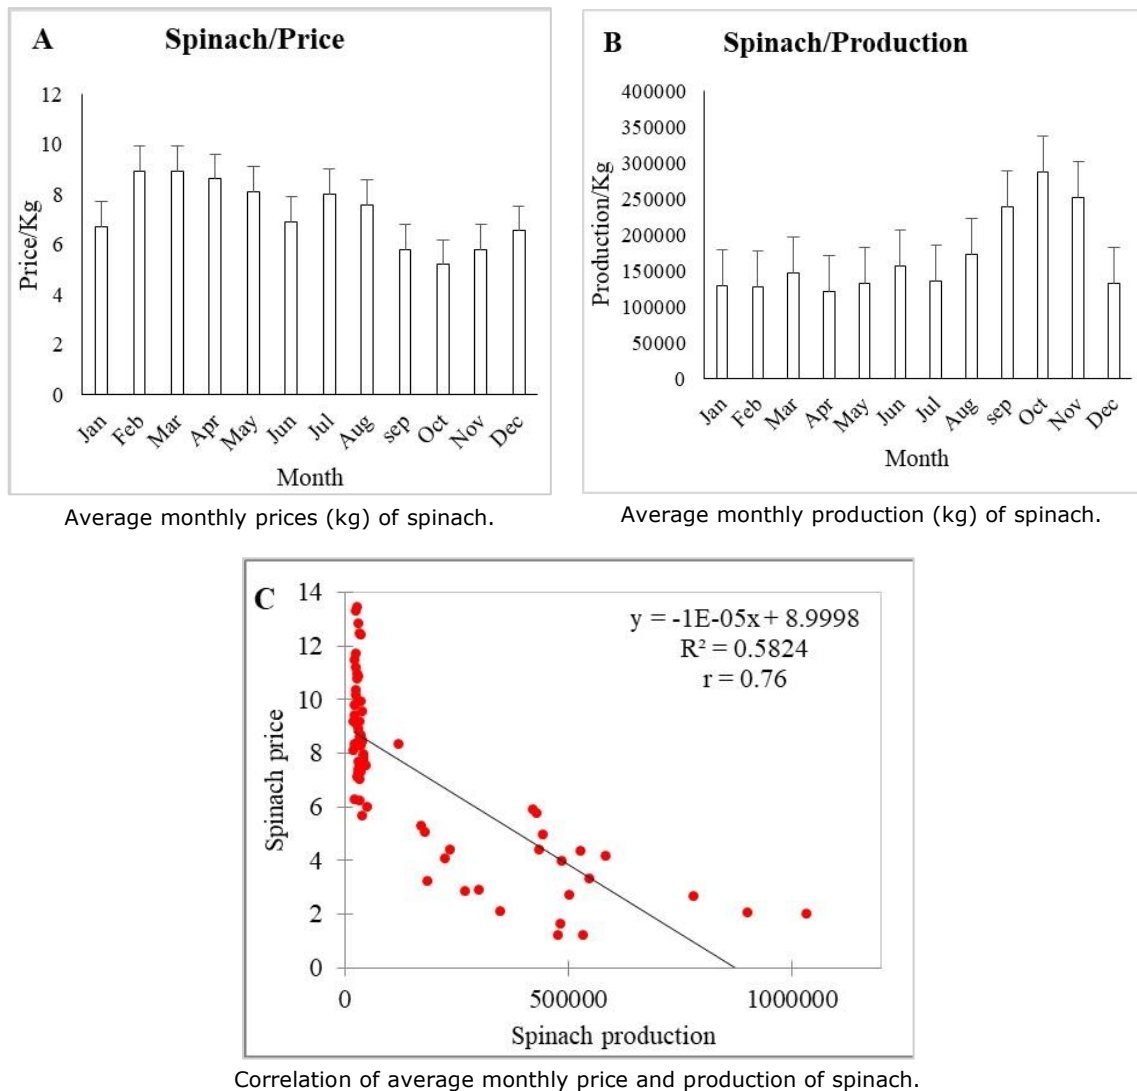 A Spinach/Price
12
10
8
6
4
2
0
Price/Kg
Jan Feb Mar Apr May Jun Jul Aug sep Oct Nov Dec
Month
Average monthly prices (kg) of spinach.
B Spinach/Production
400000
350000
300000
250000
200000
150000
100000
50000
0
Production/Kg
Jan Feb Mar Apr May Jun Jul Aug sep Oct Nov Dec
Month
Average monthly production (kg) of spinach.
C
y = -1E-05x + 8.9998
R² = 0.5824
r = 0.76
14
12
10
8
6
4
2
0
Spinach price
0 500000 1000000
Spinach production
Correlation of average monthly price and production of spinach.